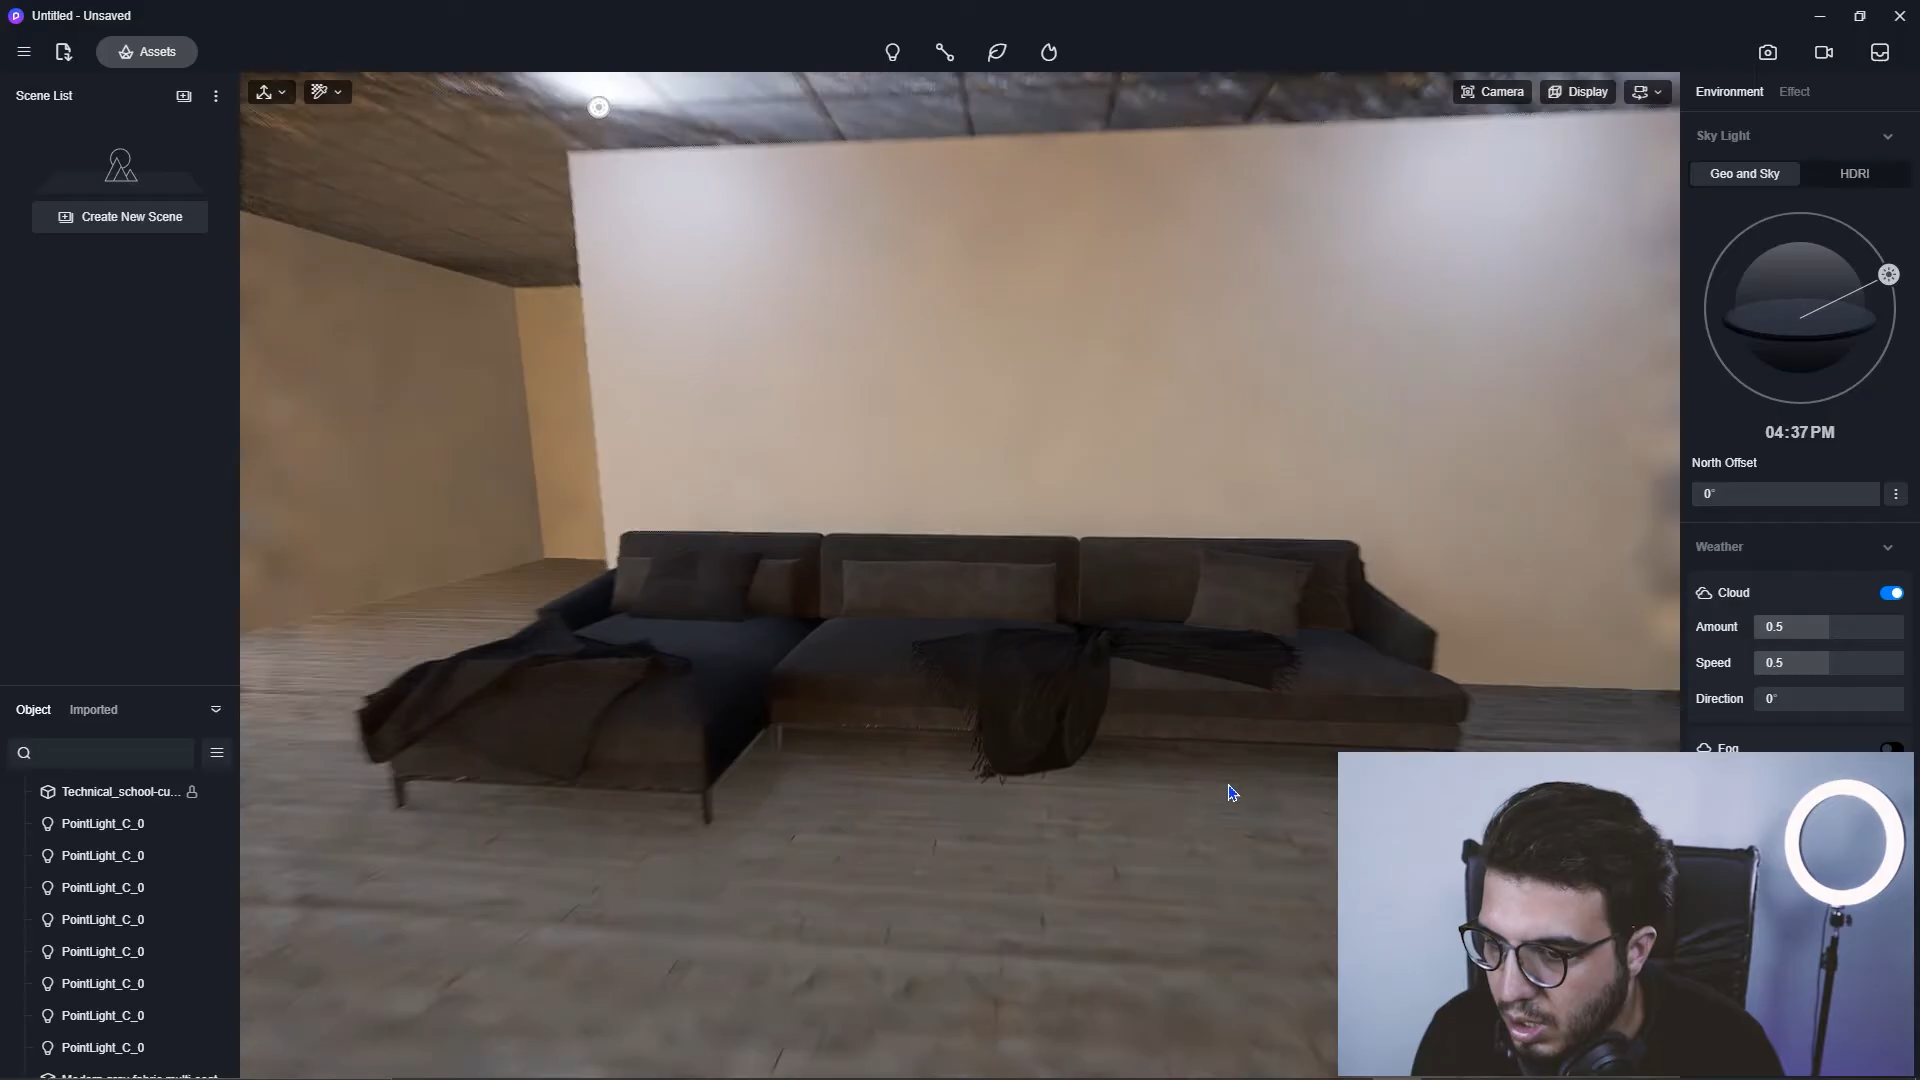 Untitled - Unsaved
Assets
Scene List
Create New Scene
Camera
Display
Environment
Effect
Sky Light
Geo and Sky
HDRI
04:37 PM
North Offset
0°
Weather
Cloud
Amount
0.5
Speed
0.5
Direction
0°
Fog
Object
Imported
Technical_school-cu...
PointLight_C_0
PointLight_C_0
PointLight_C_0
PointLight_C_0
PointLight_C_0
PointLight_C_0
PointLight_C_0
PointLight_C_0